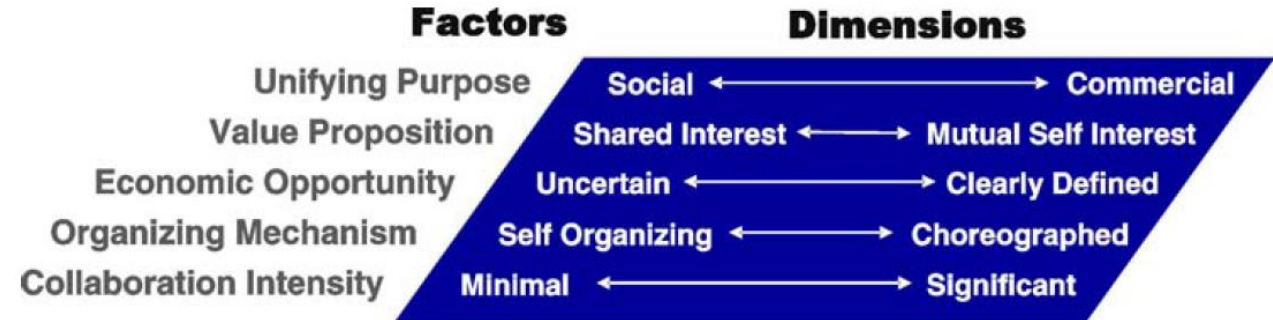 Factors Dimensions
Unifying Purpose Social Commercial
Value Proposition Shared Interest Mutual Self Interest
Economic Opportunity Uncertain Clearly Defined
Organizing Mechanism Self Organizing Choreographed
Collaboration Intensity Minimal Significant